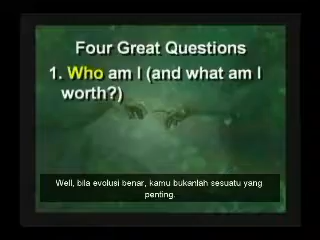 Four Great Questions
1. Who am I (and what am I
worth?)
Well, bila evolusi benar, kamu bukanlah sesuatu yang
penting.